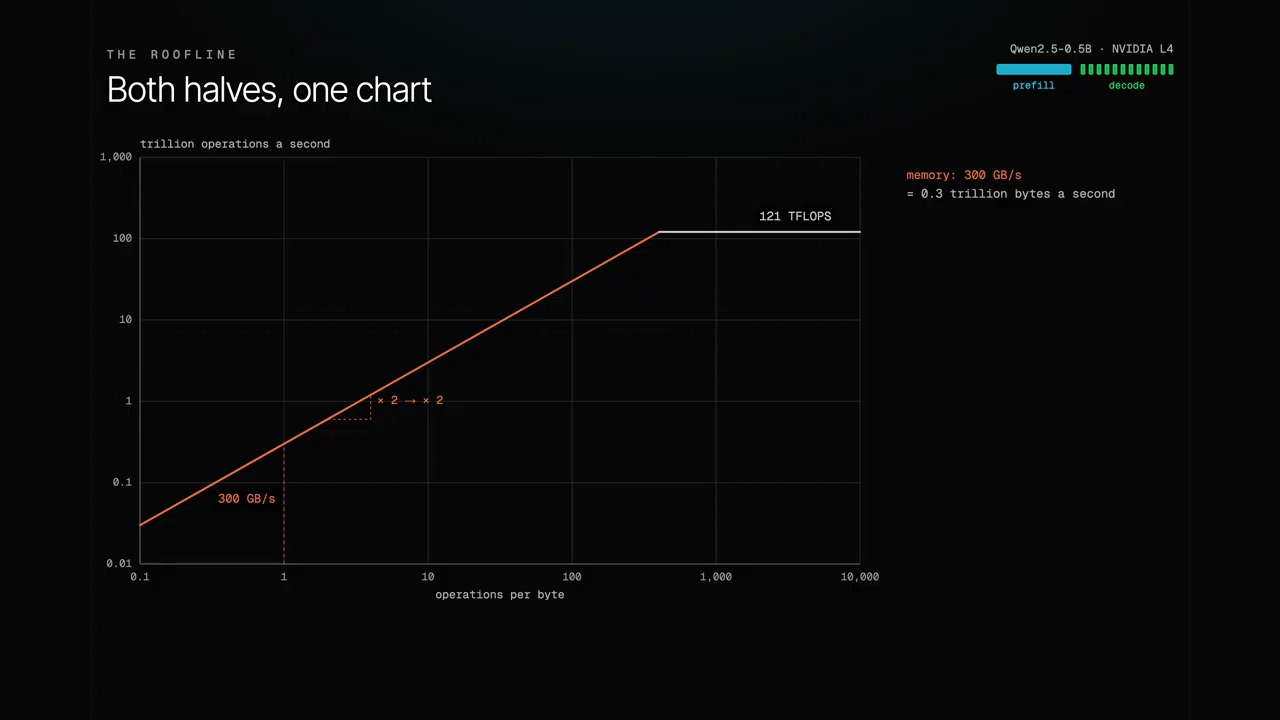 THE ROOFLINE
Both halves, one chart
Qwen2.5-0.5B · NVIDIA L4
prefill
decode
trillion operations a second
1,000
100
10
1
0.1
0.01
121 TFLOPS
× 2 → × 2
300 GB/s
0.1
1
10
100
1,000
10,000
operations per byte
memory: 300 GB/s
= 0.3 trillion bytes a second